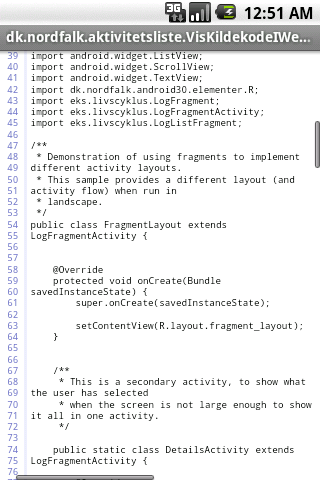 3G 12:51 AM
dk.nordfalk.aktivitetsliste.VisKildekodeIWe...
39 import android.widget.ListView;
40 import android.widget.ScrollView;
41 import android.widget.TextView;
42 import dk.nordfalk.android30.elementer.R;
43 import eks.livscyklus.LogFragment;
44 import eks.livscyklus.LogFragmentActivity;
45 import eks.livscyklus.LogListFragment;
46
47 /**
48 * Demonstration of using fragments to implement
49 different activity layouts.
50 * This sample provides a different layout (and
51 activity flow) when run in
52 * landscape.
53 */
54 public class FragmentLayout extends
55 LogFragmentActivity {
56
57
58 @Override
59 protected void onCreate(Bundle
60 savedInstanceState) {
61 super.onCreate(savedInstanceState);
62
63 setContentView(R.layout.fragment_layout);
64 }
65
66
67 /**
68 * This is a secondary activity, to show what
69 the user has selected
70 * when the screen is not large enough to show
71 it all in one activity.
72 */
73
74 public static class DetailsActivity extends
75 LogFragmentActivity {
76